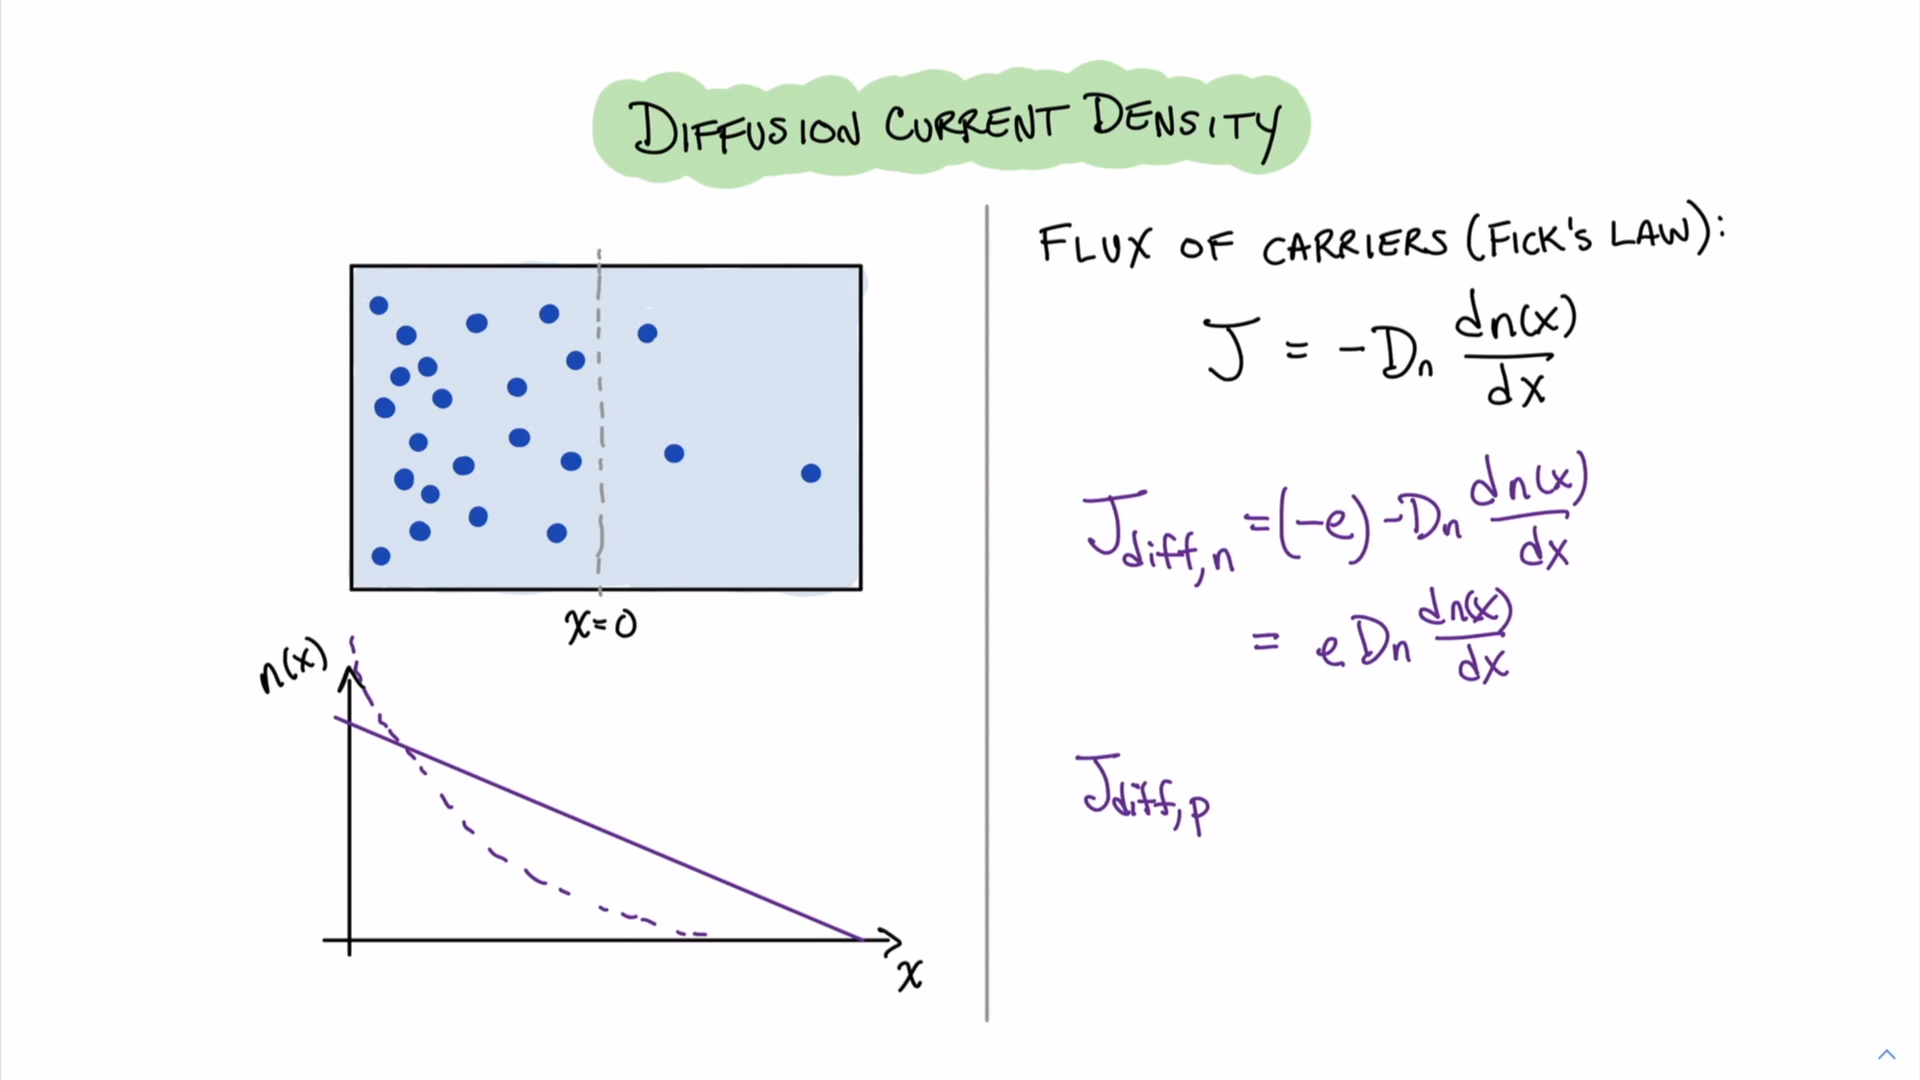 DIFFUSION CURRENT DENSITY
x=0
n(x)
x
FLUX OF CARRIERS (FICK'S LAW):
J = -Dn dn(x)/dx
Jdiff,n = (-e) -Dn dn(x)/dx
= eDn dn(x)/dx
Jdiff,p